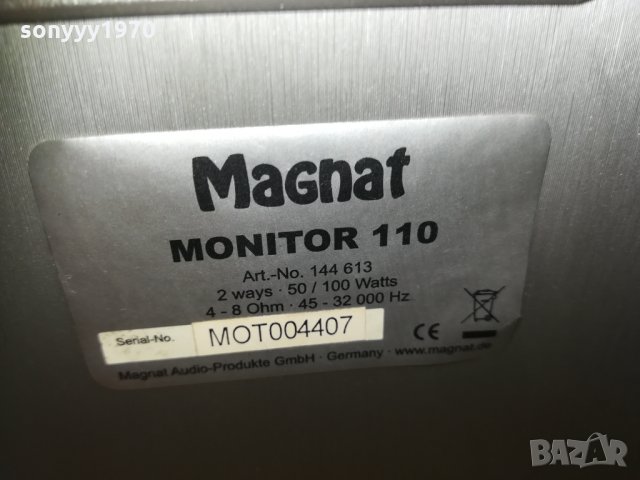 sonyyy1970
Magnat
MONITOR 110
Art.-No. 144 613
2 ways · 50 / 100 Watts
4 - 8 Ohm · 45 - 32 000 Hz
Serial-No. MOT004407
CE
Magnat Audio-Produkte GmbH · Germany · www.magnat.de
BAZAR